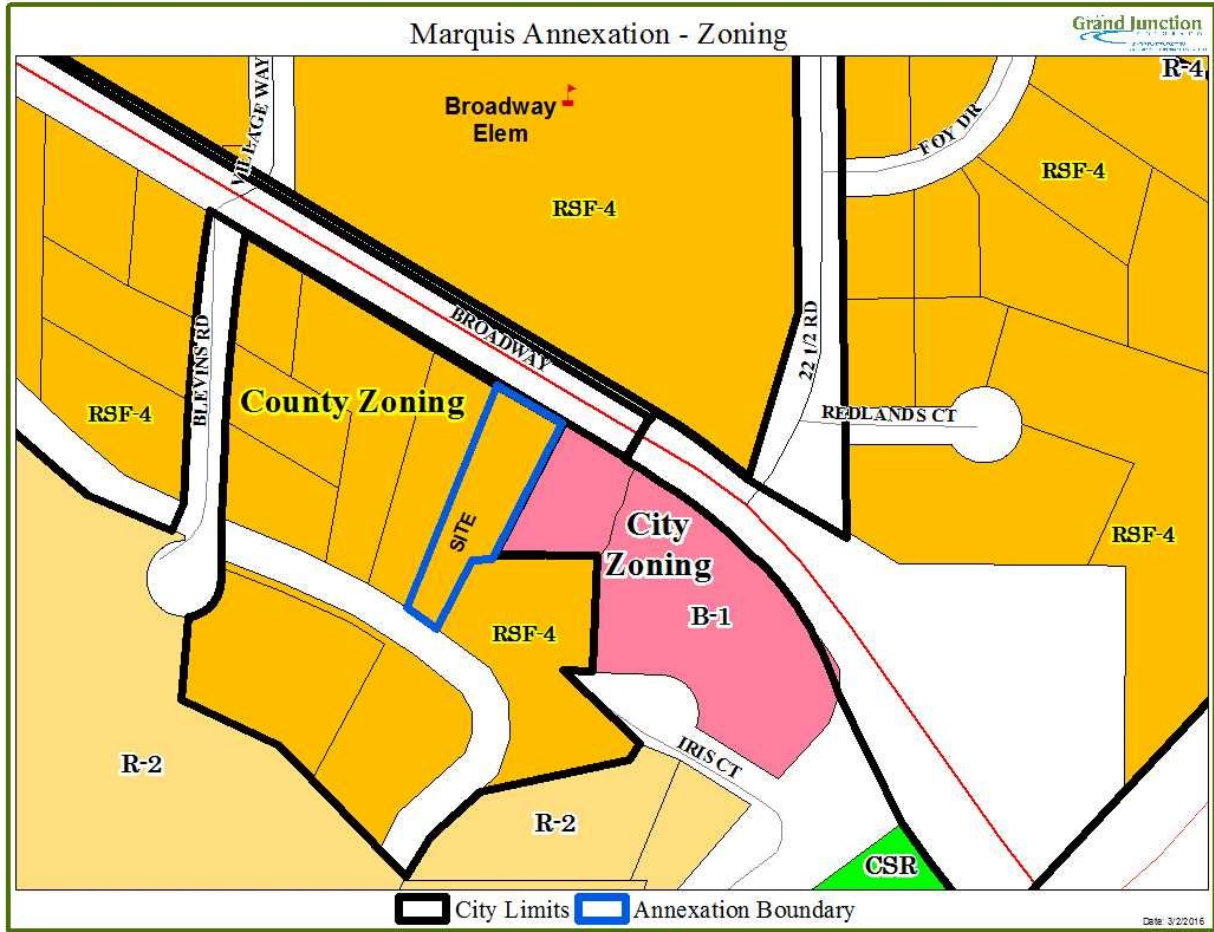 Marquis Annexation - Zoning
Grand Junction
COLORADO
R-4
VILLAGE WAY
Broadway
Elem
FOY DR
RSF-4
RSF-4
BROADWAY
22 1/2 RD
BLEVINS RD
County Zoning
RSF-4
REDLANDS CT
SITE
City
Zoning
RSF-4
B-1
RSF-4
IRIS CT
R-2
R-2
CSR
City Limits
Annexation Boundary
Date: 3/2/2016